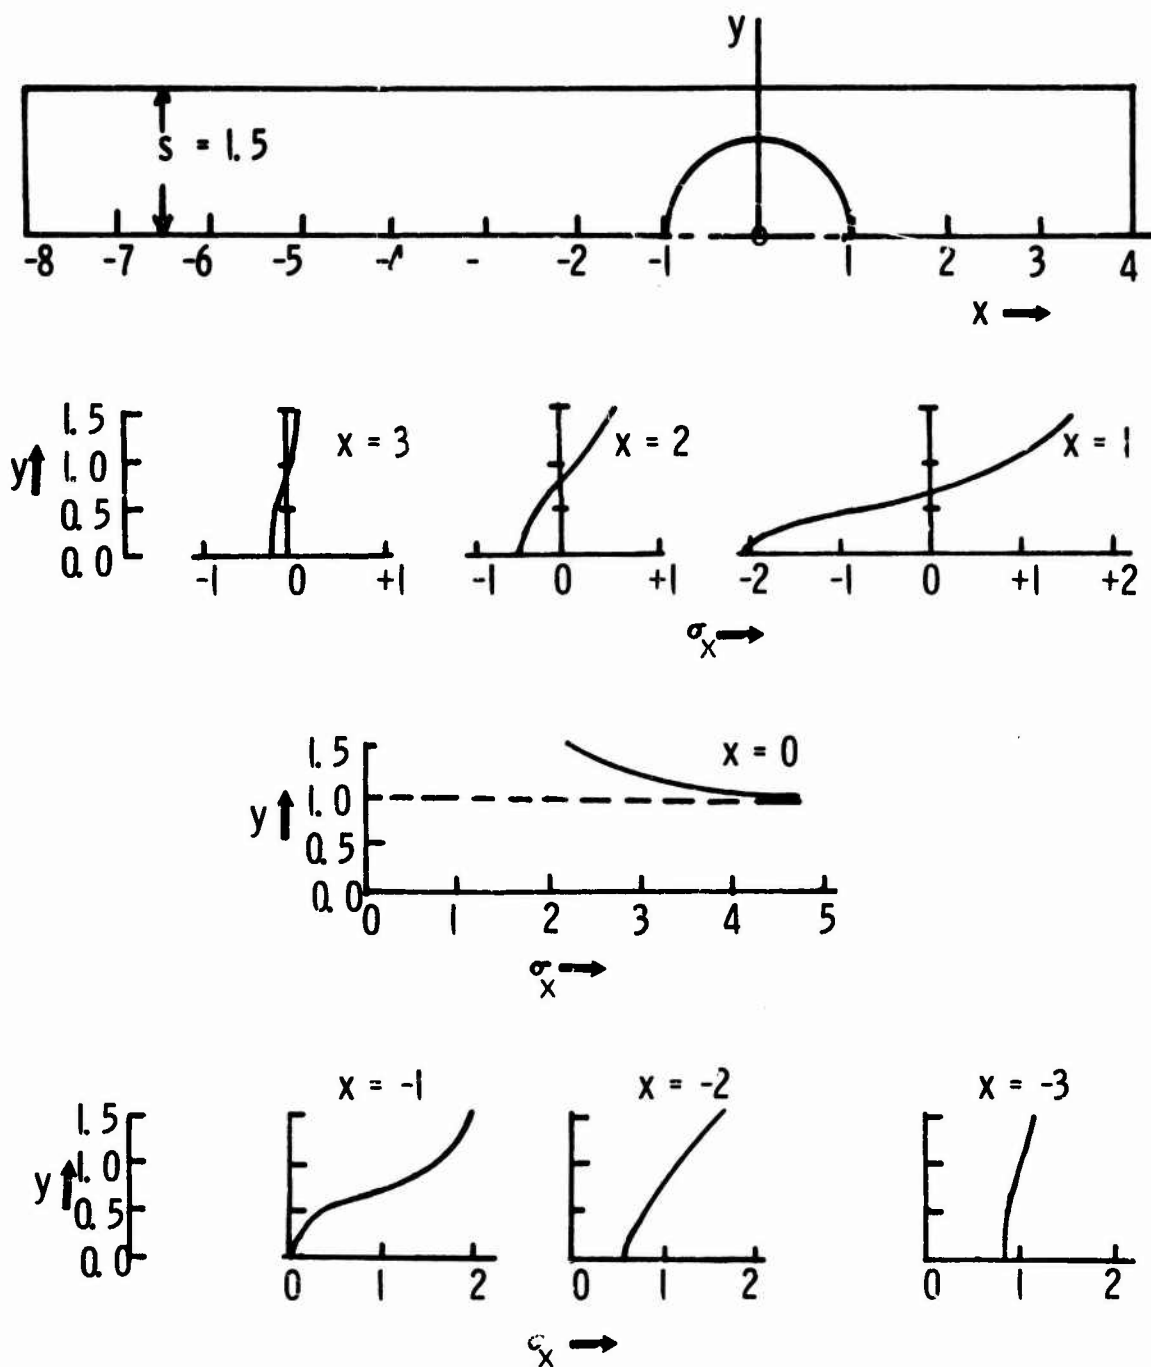 y
s = 1.5
-8 -7 -6 -5 - -2 -1 0 1 2 3 4
x
1.5 x = 3 x = 2 x = 1
y 1.0
0.5
0.0
-1 0 +1 -1 0 +1 -2 -1 0 +1 +2
σx
1.5 x = 0
y 1.0
0.5
0.0
0 1 2 3 4 5
σx
x = -1 x = -2 x = -3
1.5
y 1.0
0.5
0.0
0 1 2 0 1 2 0 1 2
x